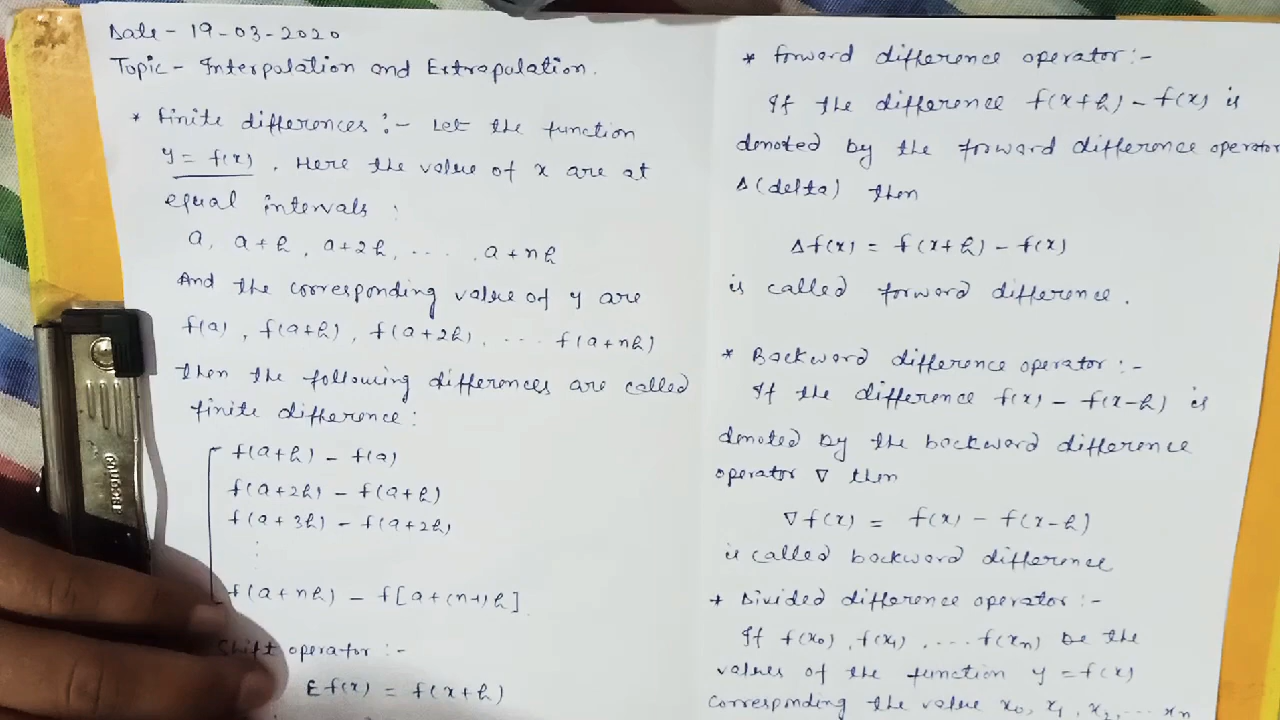 Date - 19-03-2020
Topic - Interpolation and Extrapolation.
* Finite differences :- Let the function
y = f(x) . Here the value of x are at
equal intervals :
a, a+h, a+2h, ..... , a+nh
And the corresponding value of y are
f(a), f(a+h), f(a+2h), ... f(a+nh)
then the following differences are called
finite difference :
f(a+h) - f(a)
f(a+2h) - f(a+h)
f(a+3h) - f(a+2h)
⋮
f(a+nh) - f[a+(n-1)h]
Shift operator :-
Ef(x) = f(x+h)
* Forward difference operator :-
If the difference f(x+h) - f(x) is
denoted by the forward difference operator
Δ(delta) then
Δf(x) = f(x+h) - f(x)
is called forward difference.
* Backward difference operator :-
If the difference f(x) - f(x-h) is
denoted by the backward difference
operator ∇ then
∇f(x) = f(x) - f(x-h)
is called backward difference
* Divided difference operator :-
If f(x₀), f(x₁), ... f(xₙ) be the
values of the function y = f(x)
corresponding the value x₀, x₁, x₂, ... xₙ